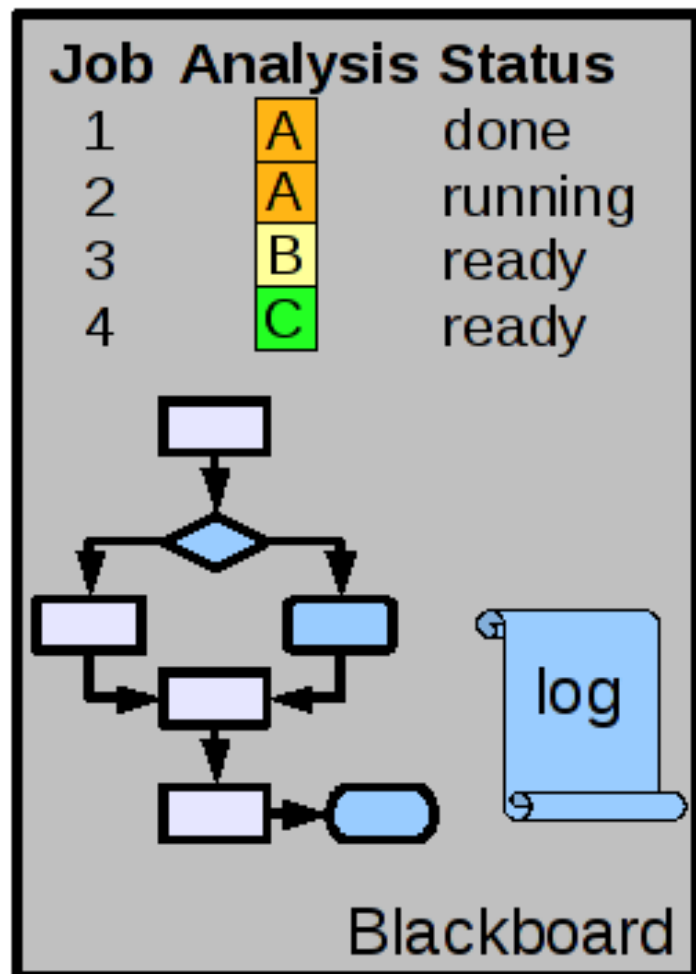 Job Analysis Status
1 A done
2 A running
3 B ready
4 C ready
log
Blackboard